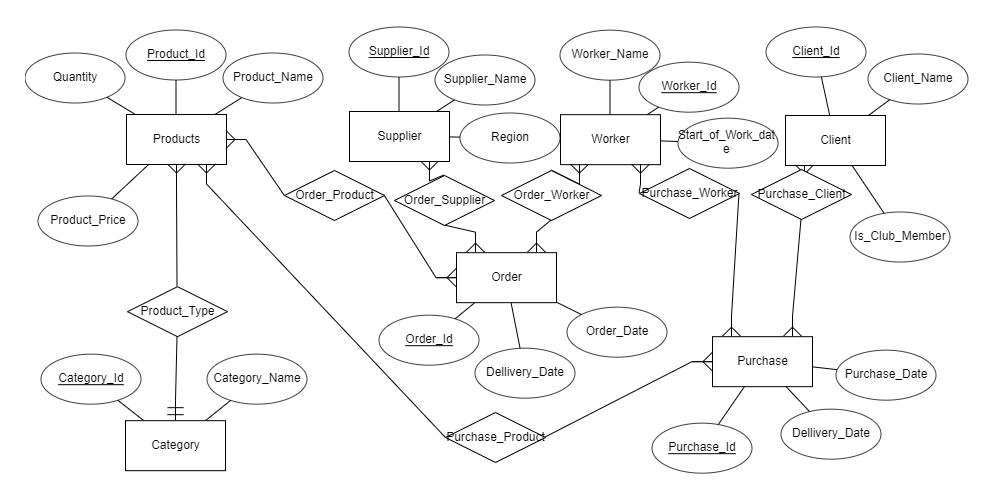 Product_Id
Supplier_Id
Worker_Name
Client_Id
Quantity
Product_Name
Supplier_Name
Worker_Id
Client_Name
Products
Supplier
Region
Worker
Start_of_Work_dat
e
Client
Order_Product
Order_Supplier
Order_Worker
Purchase_Worker
Purchase_Client
Product_Price
Is_Club_Member
Order
Product_Type
Order_Id
Order_Date
Dellivery_Date
Purchase
Purchase_Date
Category_Id
Category_Name
Purchase_Product
Purchase_Id
Dellivery_Date
Category